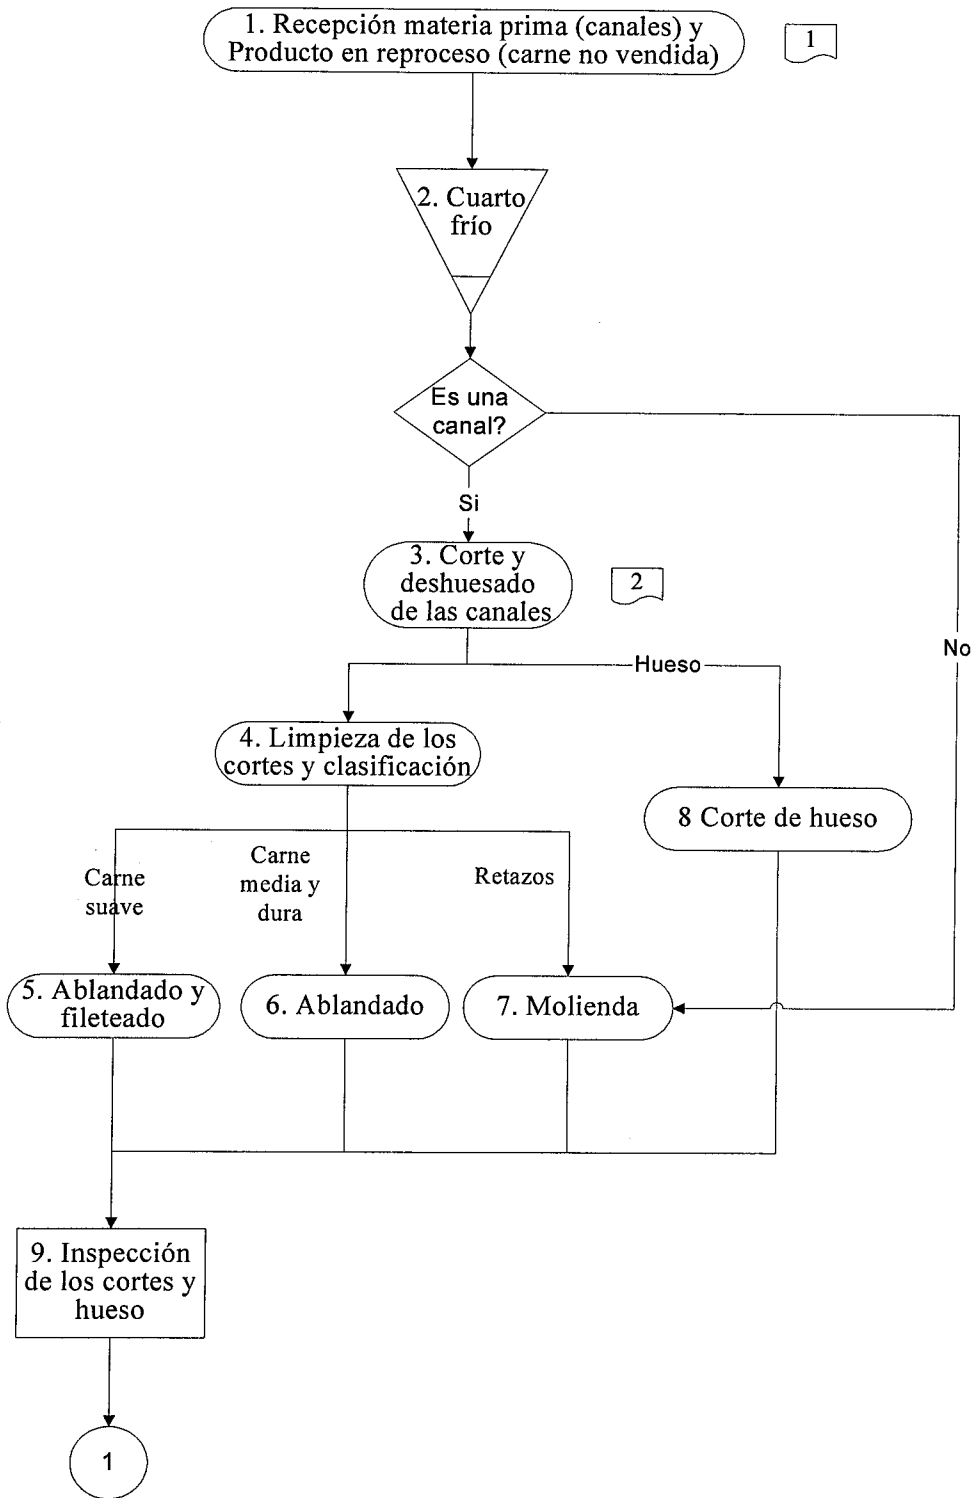 1. Recepción materia prima (canales) y
Producto en reproceso (carne no vendida)
1
2. Cuarto
frío
Es una
canal?
Si
3. Corte y
deshuesado
de las canales
2
No
Hueso
4. Limpieza de los
cortes y clasificación
8 Corte de hueso
Carne
suave
Carne
media y
dura
Retazos
5. Ablandado y
fileteado
6. Ablandado
7. Molienda
9. Inspección
de los cortes y
hueso
1